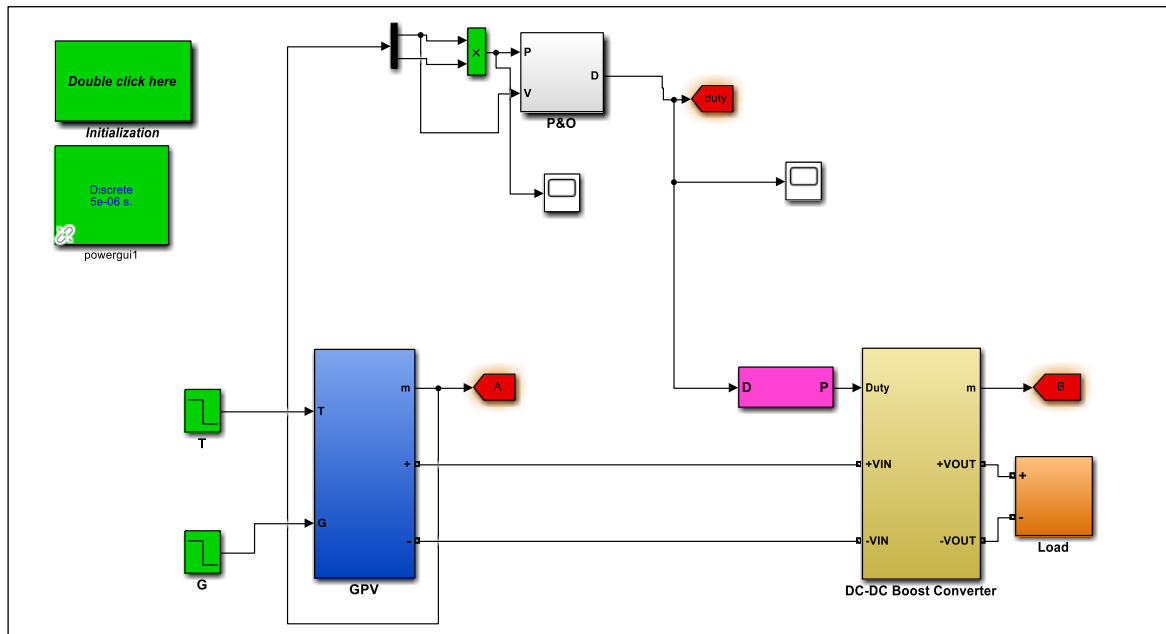 Double click here
Initialization
Discrete
5e-06 s.
powergui1
×
P
V
D
P&O
duty
T
G
T
G
m
+
-
GPV
A
D
P
Duty
+VIN
-VIN
m
+VOUT
-VOUT
DC-DC Boost Converter
B
+
-
Load